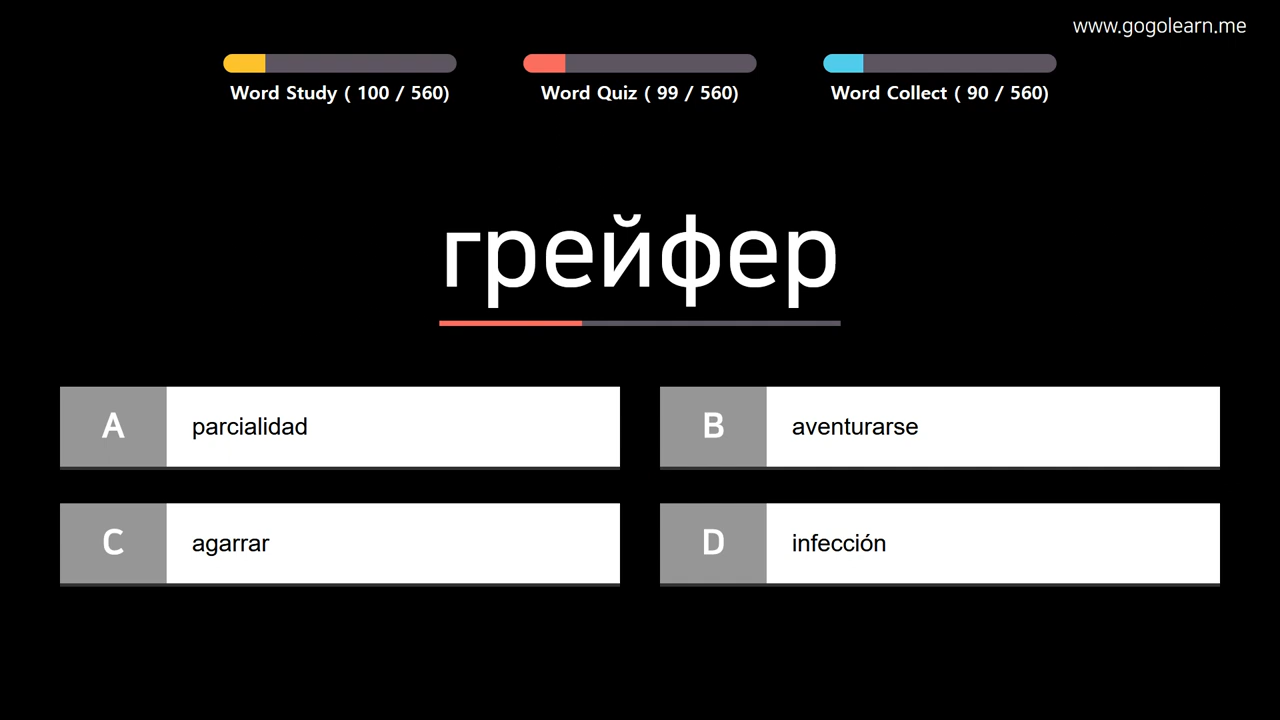 www.gogolearn.me
Word Study ( 100 / 560)
Word Quiz ( 99 / 560)
Word Collect ( 90 / 560)
грейфер
A parcialidad
B aventurarse
C agarrar
D infección